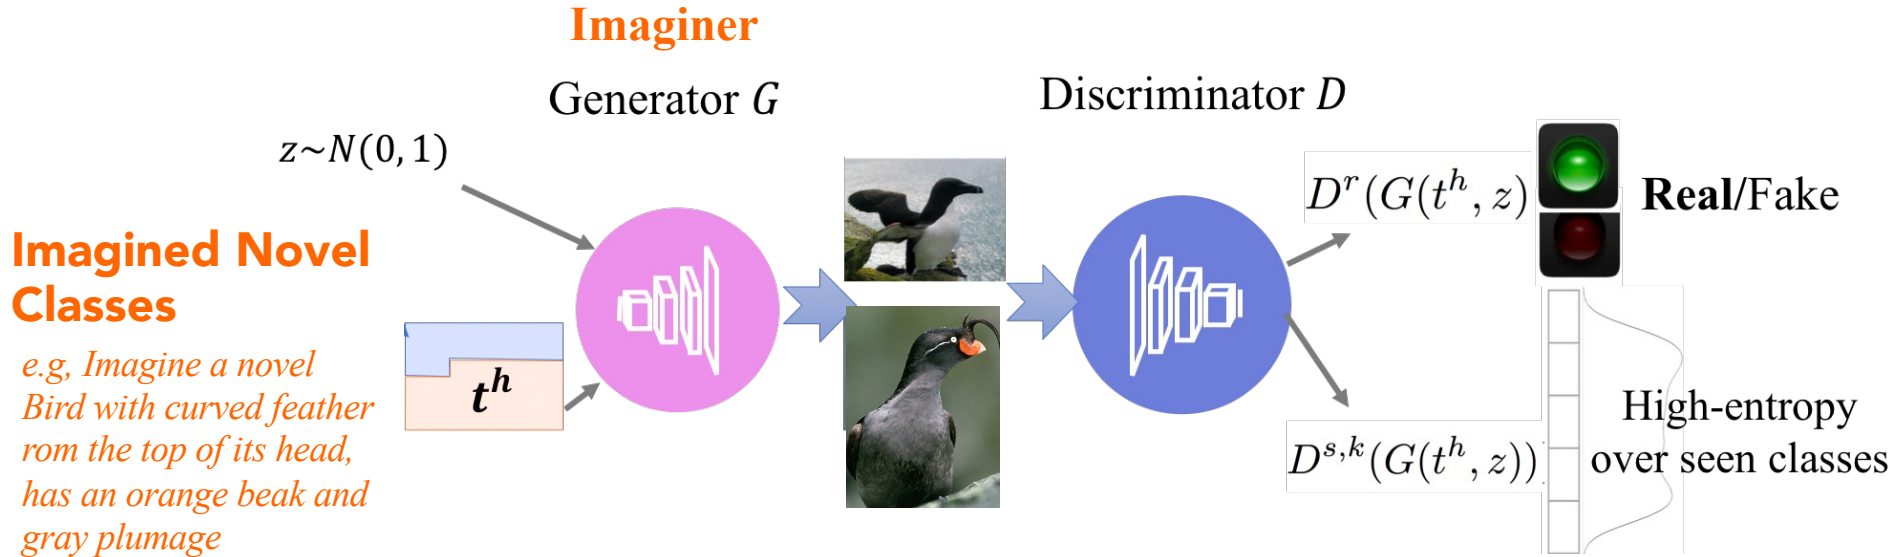 Imaginer
Generator G
Discriminator D
z~N(0, 1)
Imagined Novel
Classes
e.g, Imagine a novel
Bird with curved feather
rom the top of its head,
has an orange beak and
gray plumage
t^h
D^r(G(t^h, z)
Real/Fake
D^{s,k}(G(t^h, z))
High-entropy
over seen classes